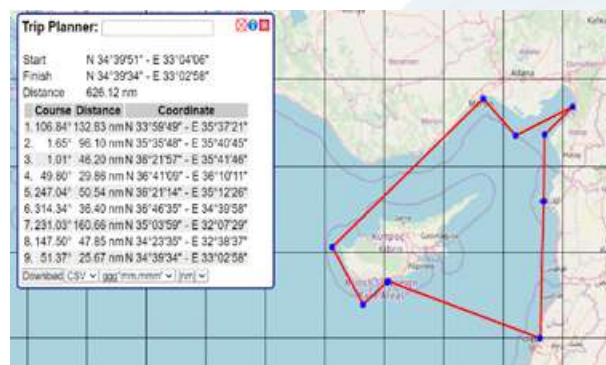 Trip Planner:
Start N 34°39'51" - E 33°04'06"
Finish N 34°39'34" - E 33°02'58"
Distance 626.12 nm
Course Distance Coordinate
1. 106.84° 132.83 nm N 33°59'49" - E 35°37'21"
2. 1.65° 96.10 nm N 35°35'48" - E 35°40'45"
3. 1.01° 46.20 nm N 36°21'57" - E 35°41'46"
4. 49.80° 29.86 nm N 36°41'09" - E 36°10'11"
5. 247.04° 50.54 nm N 36°21'14" - E 35°12'26"
6. 314.34° 36.40 nm N 36°46'35" - E 34°39'58"
7. 231.03° 160.66 nm N 35°03'59" - E 32°07'29"
8. 147.50° 47.85 nm N 34°23'35" - E 32°38'37"
9. 51.37° 25.67 nm N 34°39'34" - E 33°02'58"
Download CSV ggg°mm.mmm' nm
Adana
Κύπρος
Kıbrıs